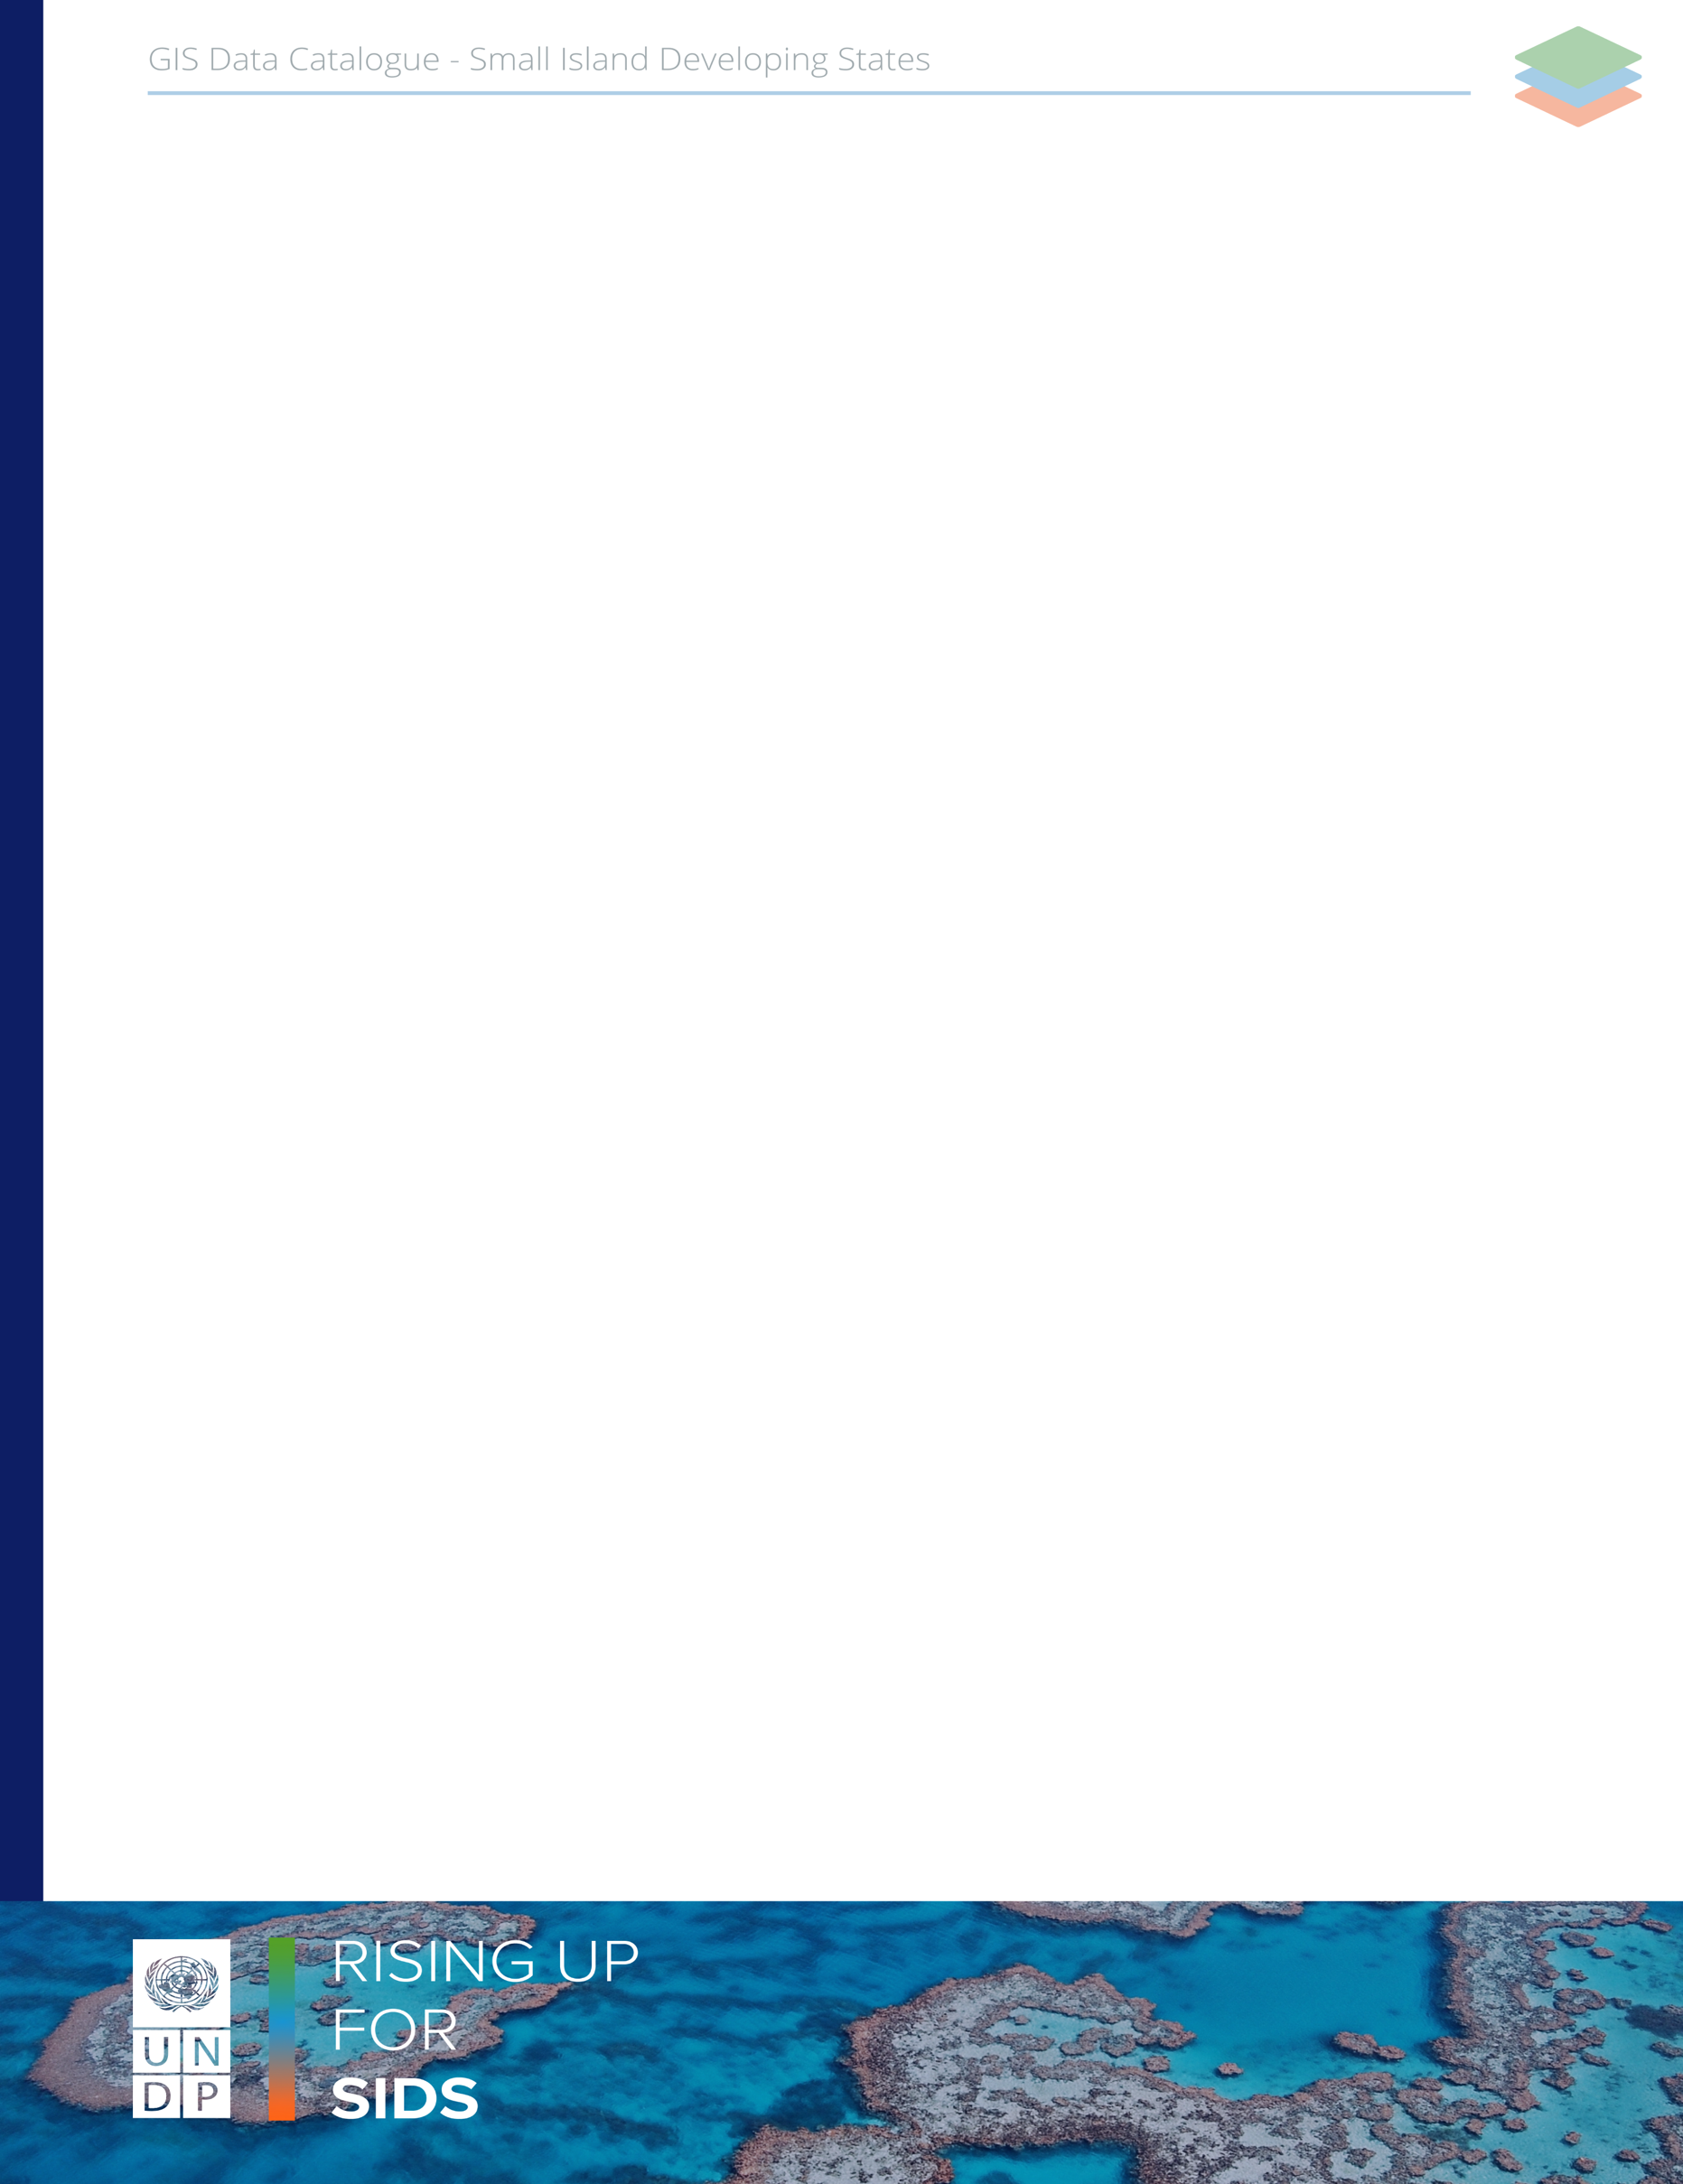 GIS Data Catalogue - Small Island Developing States
RISING UP
FOR
SIDS
U N
D P